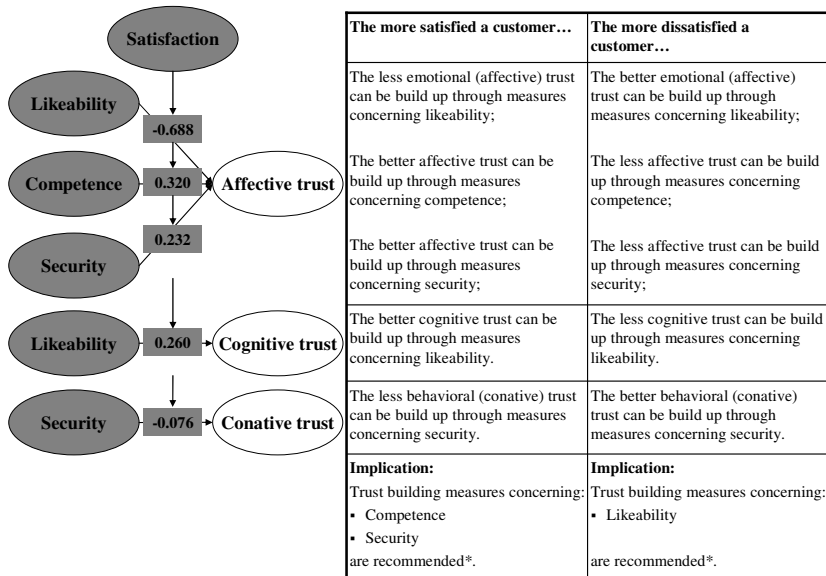 Satisfaction
Likeability
-0.688
Competence
0.320
Affective trust
0.232
Security
Likeability
0.260
Cognitive trust
Security
-0.076
Conative trust
The more satisfied a customer…
The more dissatisfied a
customer…
The less emotional (affective) trust
can be build up through measures
concerning likeability;
The better emotional (affective)
trust can be build up through
measures concerning likeability;
The better affective trust can be
build up through measures
concerning competence;
The less affective trust can be build
up through measures concerning
competence;
The better affective trust can be
build up through measures
concerning security;
The less affective trust can be build
up through measures concerning
security;
The better cognitive trust can be
build up through measures
concerning likeability.
The less cognitive trust can be build
up through measures concerning
likeability.
The less behavioral (conative) trust
can be build up through measures
concerning security.
The better behavioral (conative)
trust can be build up through
measures concerning security.
Implication:
Trust building measures concerning:
▪ Competence
▪ Security
are recommended*.
Implication:
Trust building measures concerning:
▪ Likeability
are recommended*.